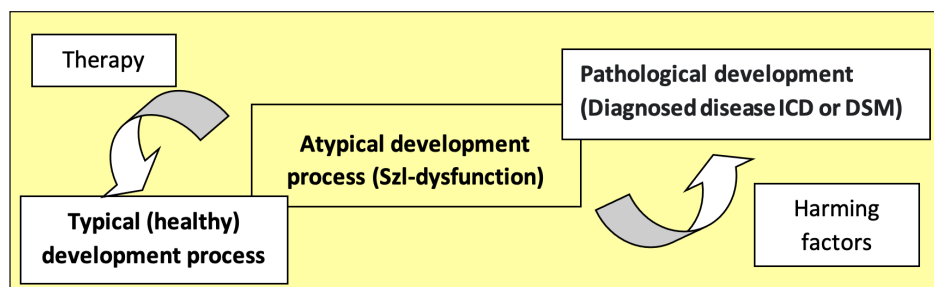 Therapy
Pathological development
(Diagnosed disease ICD or DSM)
Atypical development
process (Szl-dysfunction)
Typical (healthy)
development process
Harming
factors